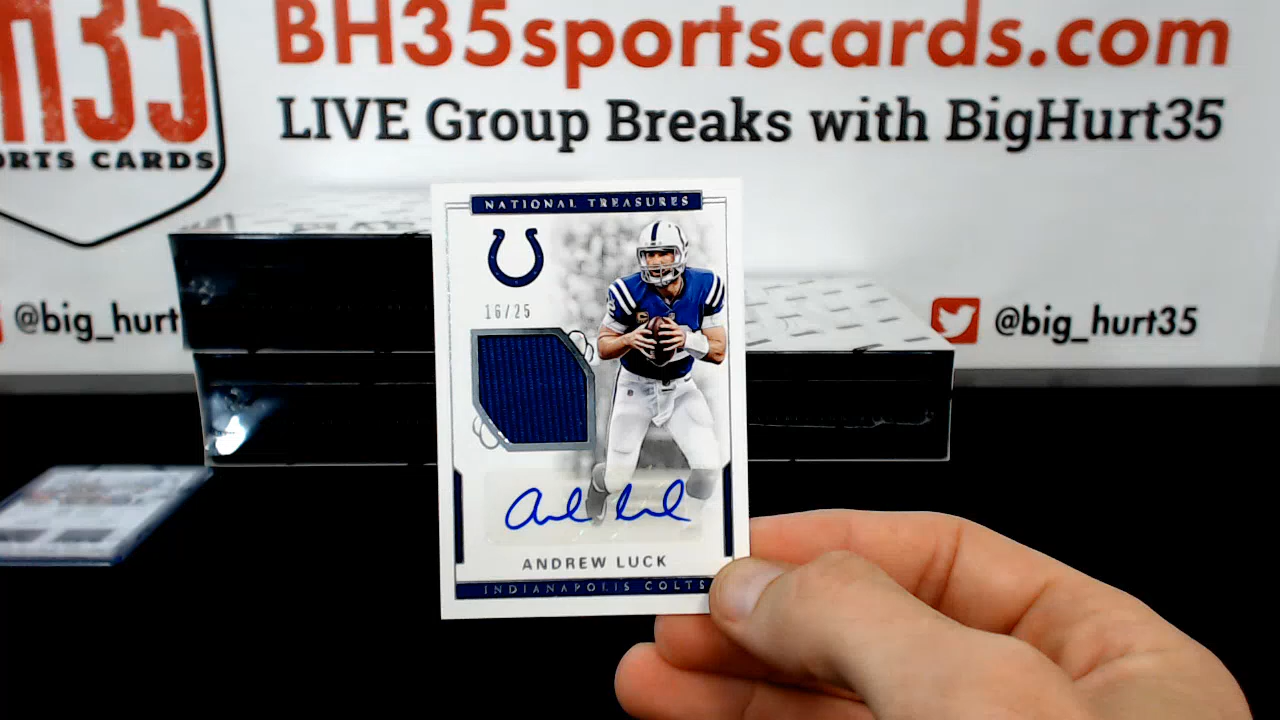 H35
ORTS CARDS
BH35sportscards.com
LIVE Group Breaks with BigHurt35
@big_hurt
@big_hurt35
NATIONAL TREASURES
16/25
ANDREW LUCK
INDIANAPOLIS COLTS